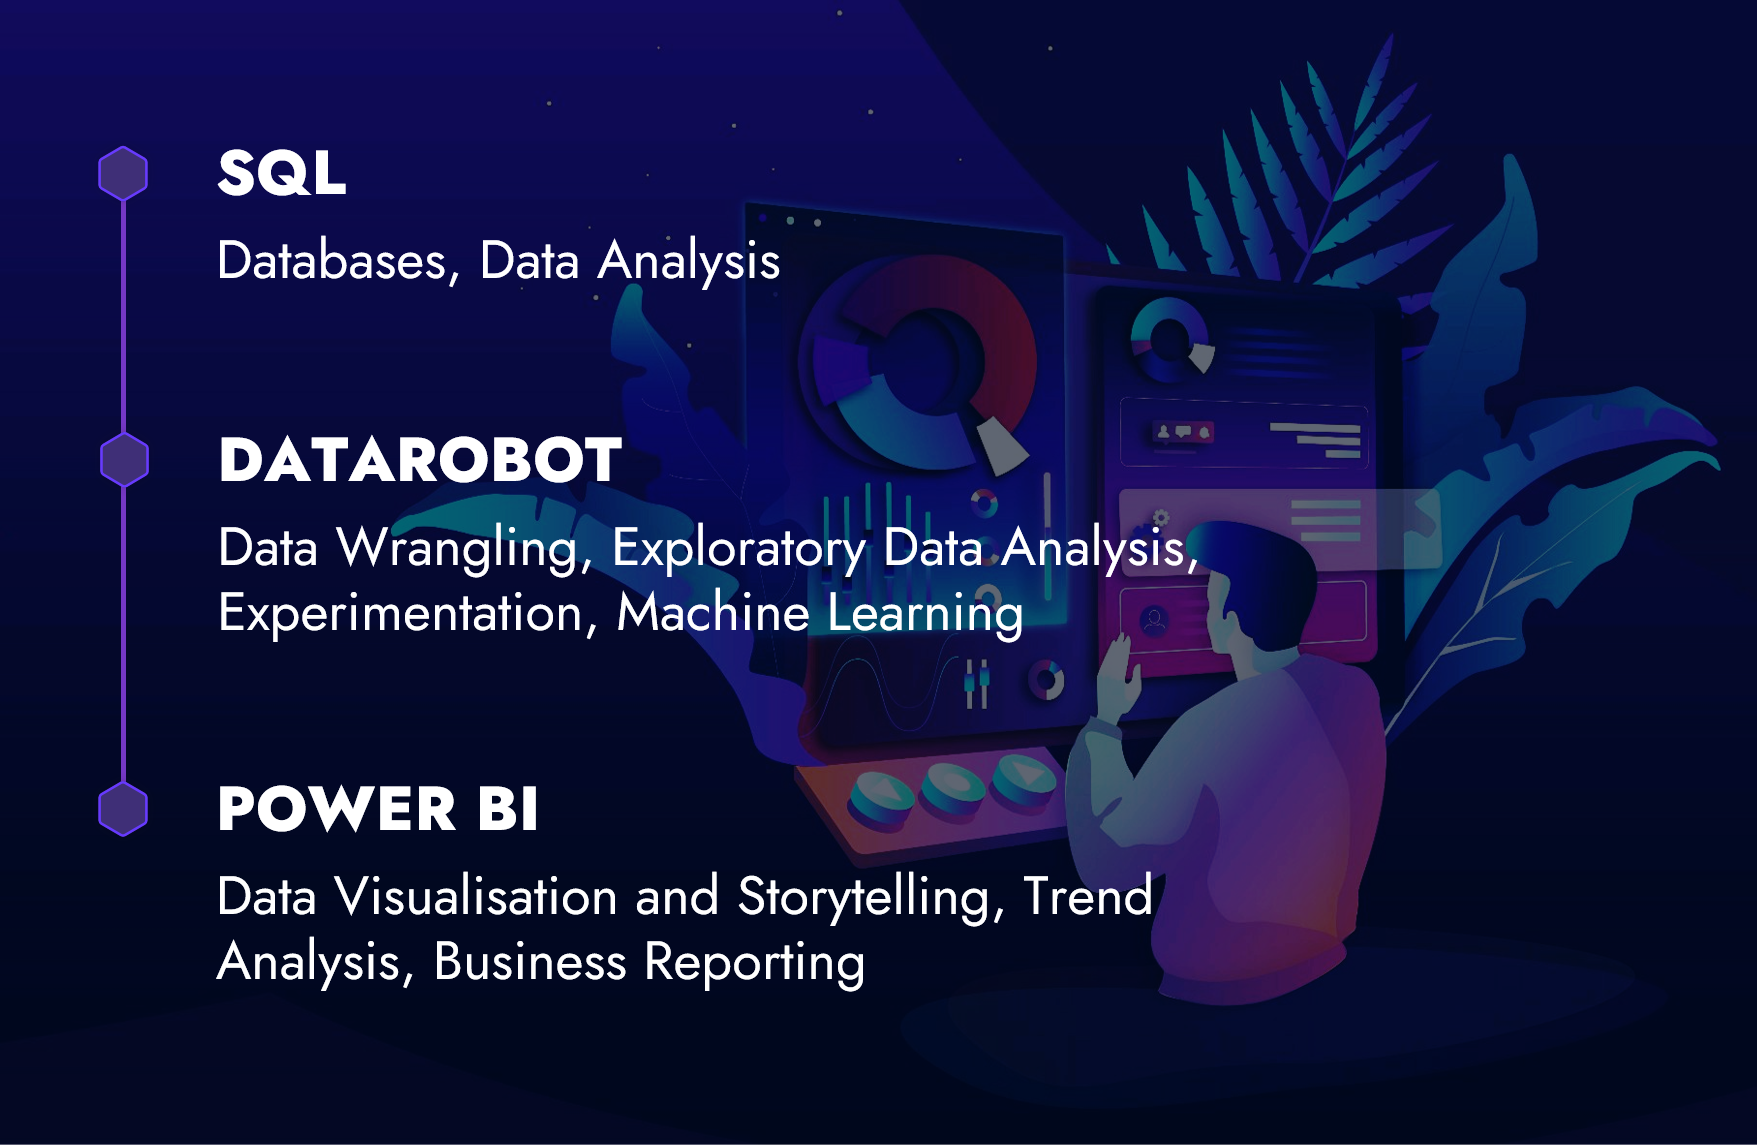 SQL
Databases, Data Analysis
DATAROBOT
Data Wrangling, Exploratory Data Analysis,
Experimentation, Machine Learning
POWER BI
Data Visualisation and Storytelling, Trend
Analysis, Business Reporting